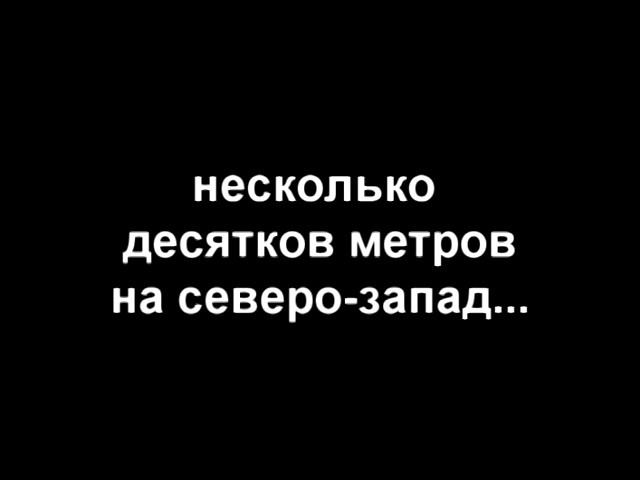 несколько
десятков метров
на северо-запад...